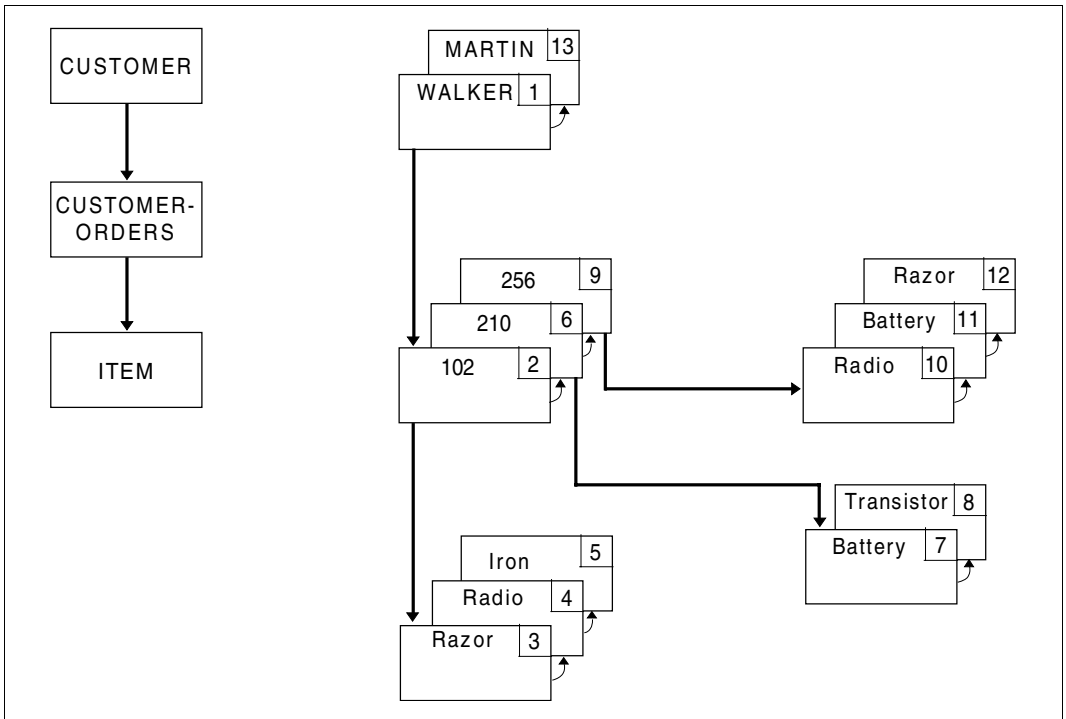 CUSTOMER
CUSTOMER-
ORDERS
ITEM
MARTIN 13
WALKER 1
256 9
210 6
102 2
Razor 12
Battery 11
Radio 10
Transistor 8
Battery 7
Iron 5
Radio 4
Razor 3